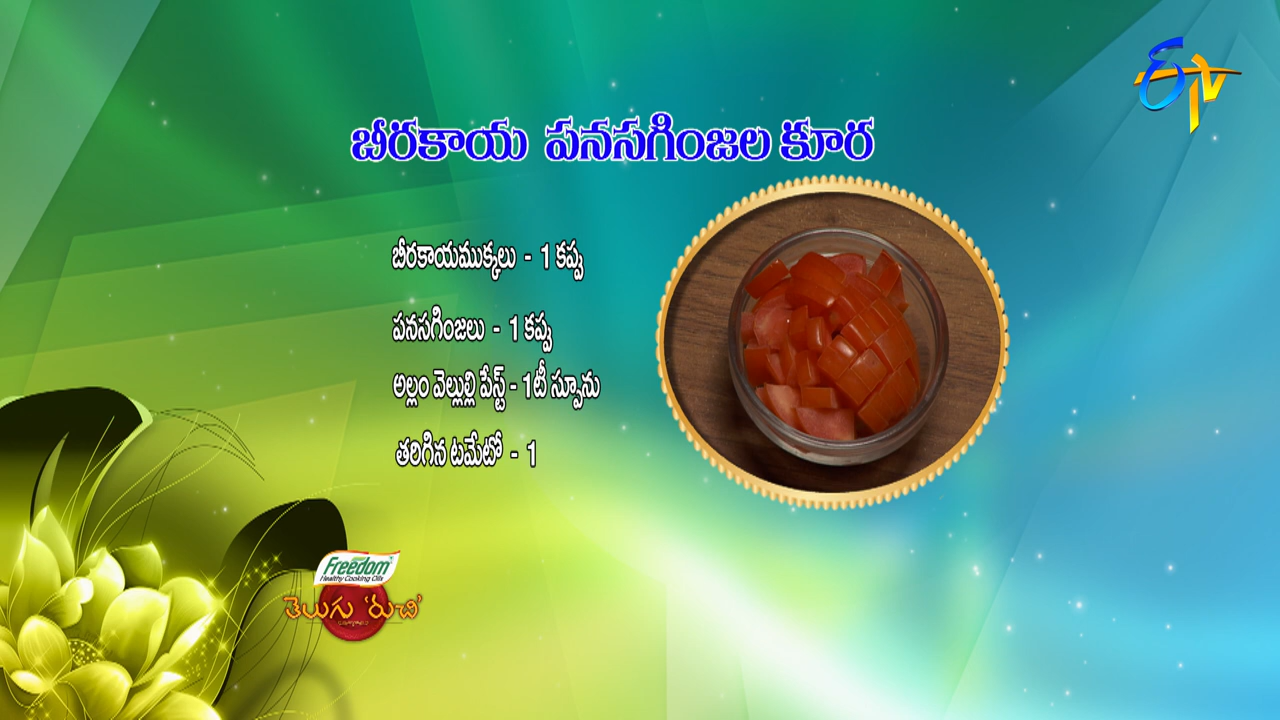 ETV
బీరకాయ పనసగింజల కూర
బీరకాయముక్కలు - 1 కప్పు
పనసగింజలు - 1 కప్పు
అల్లం వెల్లుల్లి పేస్ట్ - 1టీ స్పూను
తరిగిన టమేటో - 1
Freedom
Healthy Cooking Oils
తెలుగు 'రుచి'